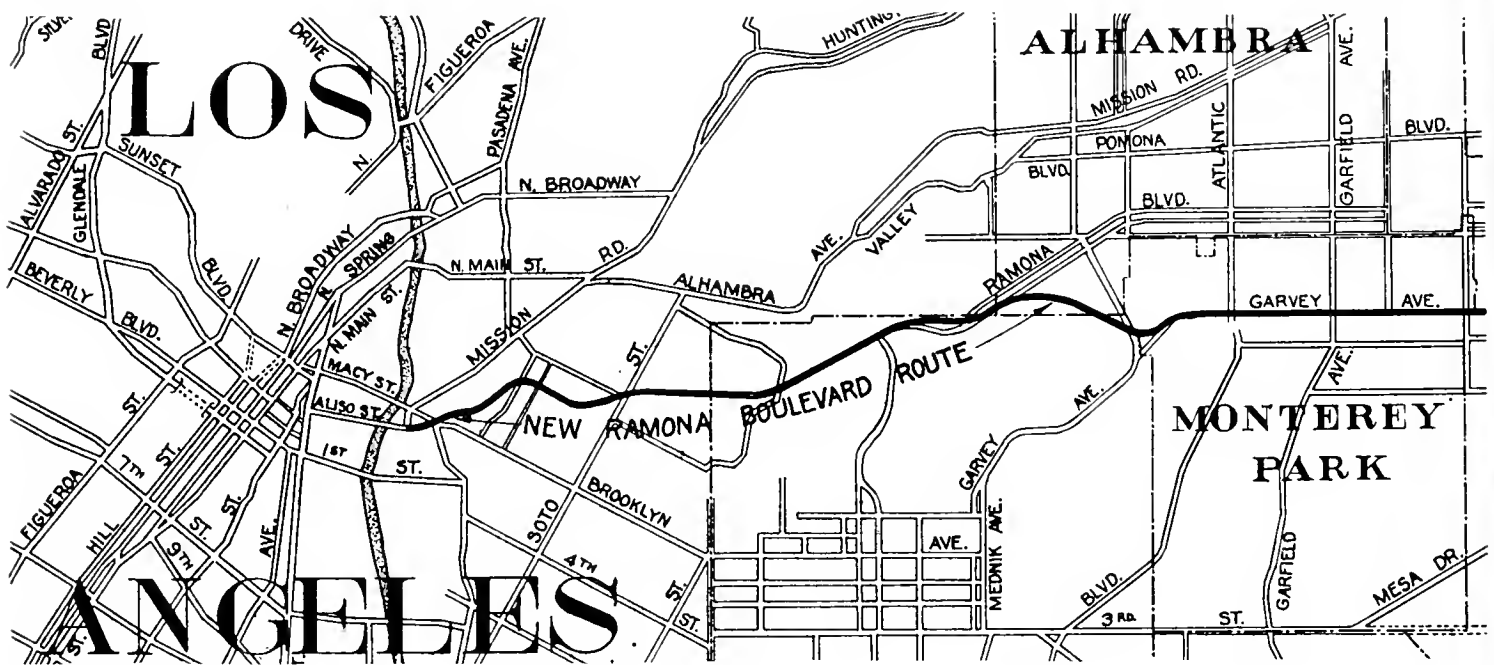 SILVER
BLVD
DRIVE
N. FIGUEROA
PASADENA AVE.
HUNTING
ALHAMBRA
MISSION RD.
GARFIELD AVE.
LOS
ALVARADO ST.
GLENDALE
SUNSET
BLVD.
N. BROADWAY
POMONA
BLVD.
ATLANTIC
BLVD.
BLVD.
BEVERLY
BLVD.
N. BROADWAY
N. SPRING
N. MAIN ST.
N. MAIN ST.
MISSION RD.
ALHAMBRA AVE.
VALLEY
RAMONA
GARVEY AVE.
MACY ST.
ALISO ST.
1ST ST.
NEW RAMONA BOULEVARD ROUTE
GARVEY AVE.
AVE.
MONTEREY
PARK
ST.
FIGUEROA
7TH ST.
HILL ST.
9TH
ST.
AVE.
SOTO ST.
BROOKLYN
AVE.
4TH
ST.
ST.
MEDNIK AVE.
BLVD.
GARFIELD
3RD. ST.
MESA DR.
ANGELES
ST.